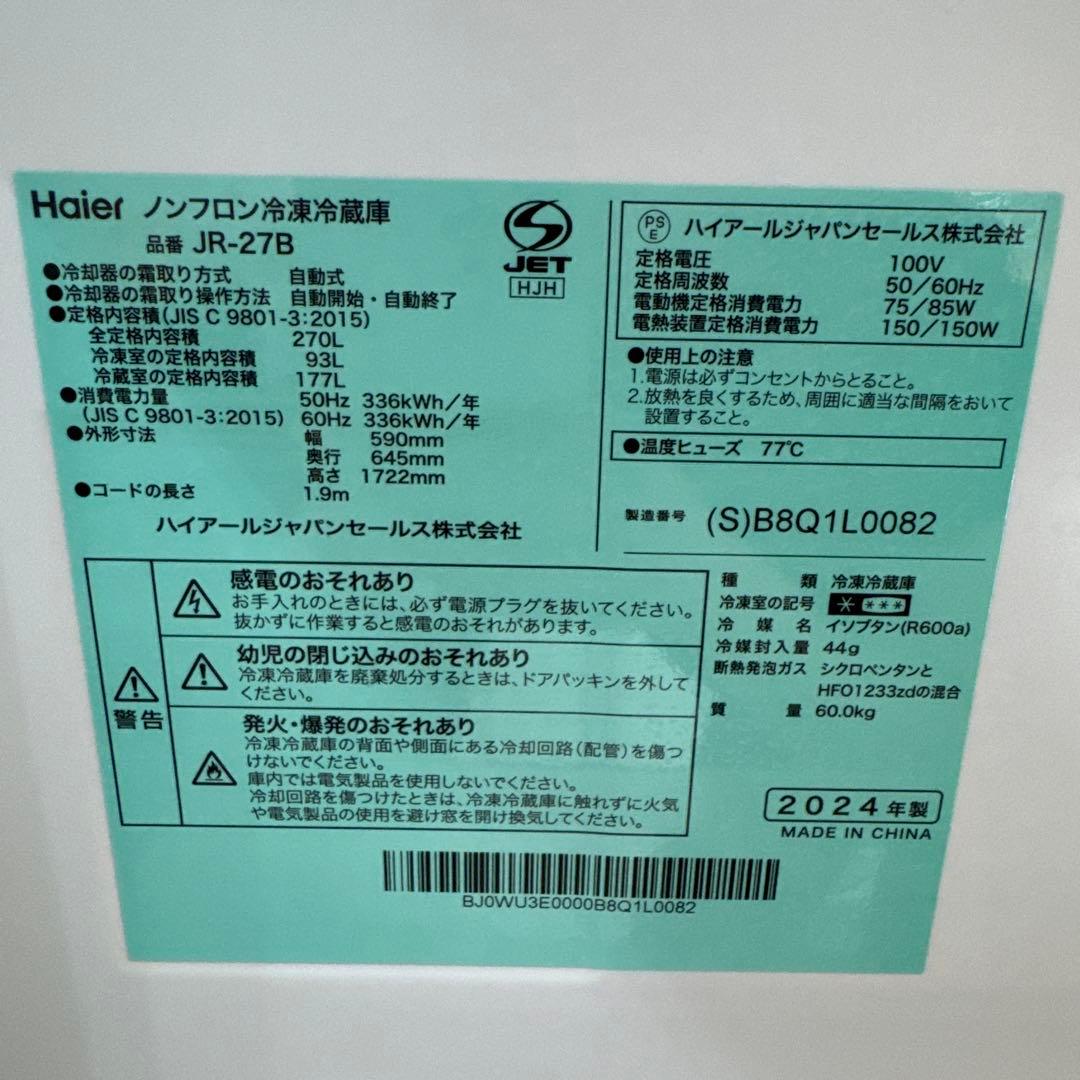 Haier ノンフロン冷凍冷蔵庫
品番 JR-27B
●冷却器の霜取り方式 自動式
●冷却器の霜取り操作方法 自動開始・自動終了
●定格内容積(JIS C 9801-3:2015)
全定格内容積 270L
冷凍室の定格内容積 93L
冷蔵室の定格内容積 177L
●消費電力量 50Hz 336kWh/年
(JIS C 9801-3:2015) 60Hz 336kWh/年
●外形寸法 幅 590mm
奥行 645mm
高さ 1722mm
●コードの長さ 1.9m
ハイアールジャパンセールス株式会社
S
JET
HJH
PSE ハイアールジャパンセールス株式会社
定格電圧 100V
定格周波数 50/60Hz
電動機定格消費電力 75/85W
電熱装置定格消費電力 150/150W
●使用上の注意
1.電源は必ずコンセントからとること。
2.放熱を良くするため、周囲に適当な間隔をおいて
設置すること。
●温度ヒューズ 77℃
製造番号 (S)B8Q1L0082
警告
感電のおそれあり
お手入れのときには、必ず電源プラグを抜いてください。
抜かずに作業すると感電のおそれがあります。
幼児の閉じ込みのおそれあり
冷凍冷蔵庫を廃棄処分するときは、ドアパッキンを外して
ください。
発火・爆発のおそれあり
冷凍冷蔵庫の背面や側面にある冷却回路(配管)を傷つ
けないでください。
庫内では電気製品を使用しないでください。
冷却回路を傷つけたときは、冷凍冷蔵庫に触れずに火気
や電気製品の使用を避け窓を開け換気してください。
種類 冷凍冷蔵庫
冷凍室の記号 * ***
冷媒名 イソブタン(R600a)
冷媒封入量 44g
断熱発泡ガス シクロペンタンと
HFO1233zdの混合
質量 60.0kg
2024年製
MADE IN CHINA
BJ0WU3E0000B8Q1L0082